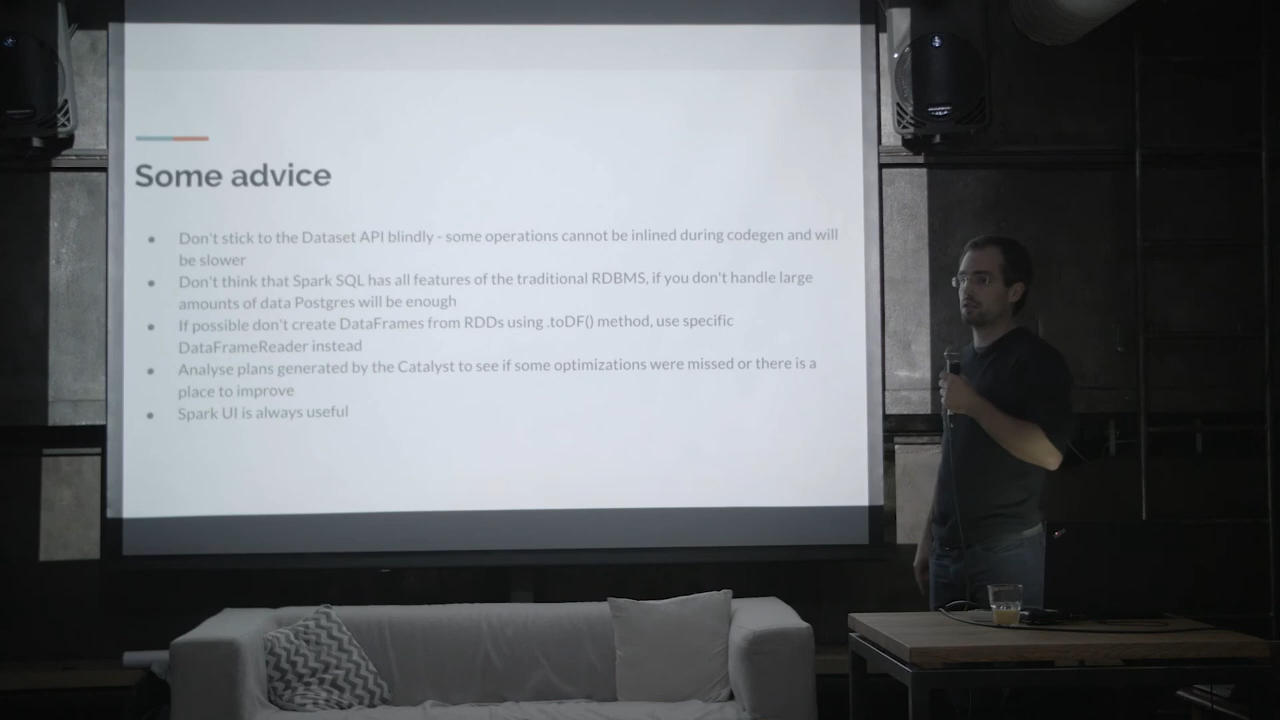 Some advice
● Don't stick to the Dataset API blindly - some operations cannot be inlined during codegen and will
be slower
● Don't think that Spark SQL has all features of the traditional RDBMS, if you don't handle large
amounts of data Postgres will be enough
● If possible don't create DataFrames from RDDs using .toDF() method, use specific
DataFrameReader instead
● Analyse plans generated by the Catalyst to see if some optimizations were missed or there is a
place to improve
● Spark UI is always useful